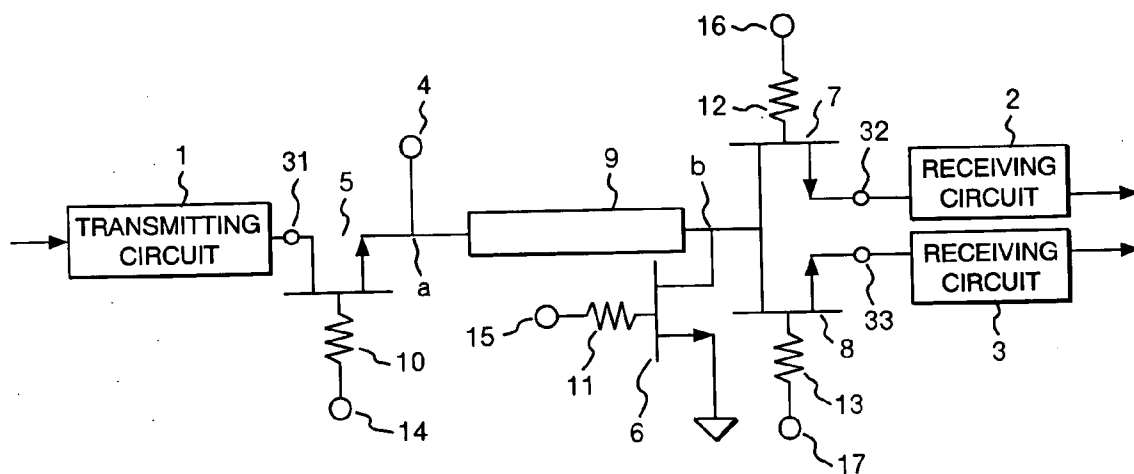 16
4
12
7
2
1
31
5
9
b
32
RECEIVING
CIRCUIT
TRANSMITTING
CIRCUIT
a
RECEIVING
CIRCUIT
15
33
10
11
8
3
14
6
13
17